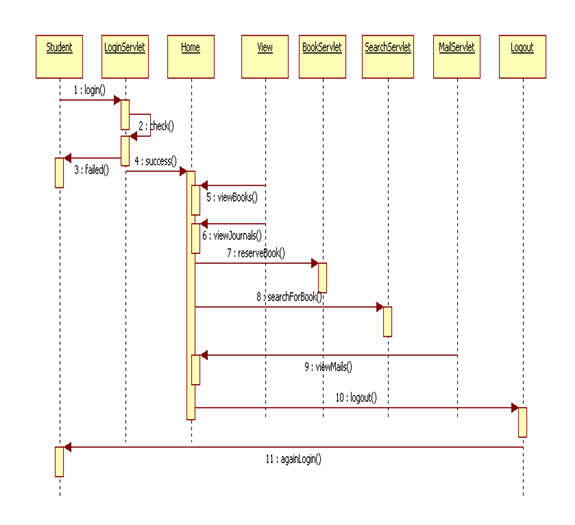 Student LoginServlet Home View BookServlet SearchServlet MailServlet Logout
1 : login()
2 : check()
3 : failed()
4 : success()
5 : viewBooks()
6 : viewJournals()
7 : reserveBook()
8 : searchForBook()
9 : viewMails()
10 : logout()
11 : againLogin()